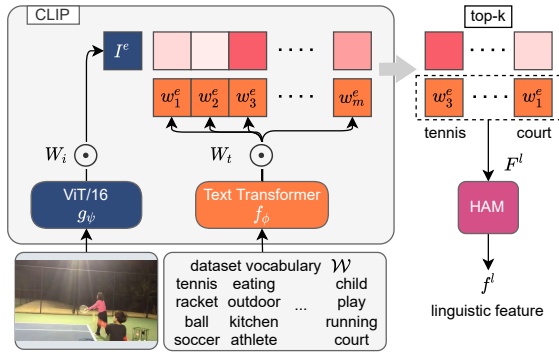 CLIP
top-k
I^e
w_1^e w_2^e w_3^e .... w_m^e
w_3^e .... w_1^e
tennis court
W_i
W_t
F^l
ViT/16
g_ψ
Text Transformer
f_ϕ
HAM
f^l
linguistic feature
dataset vocabulary 𝒲
tennis eating child
racket outdoor ... play
ball kitchen running
soccer athlete court